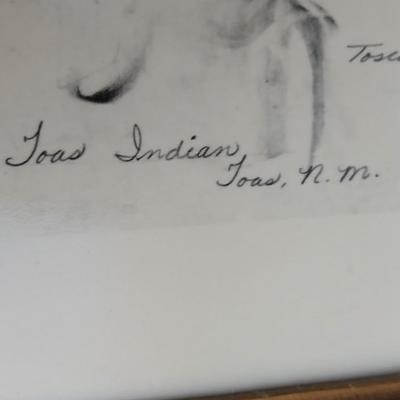 Toas Indian
Toas, N.M.